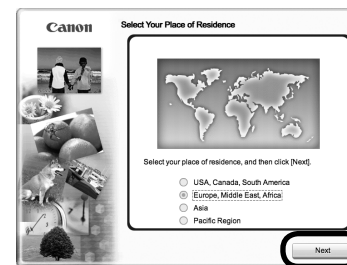 Canon
Select Your Place of Residence
Select your place of residence, and then click [Next].
USA, Canada, South America
Europe, Middle East, Africa
Asia
Pacific Region
Next